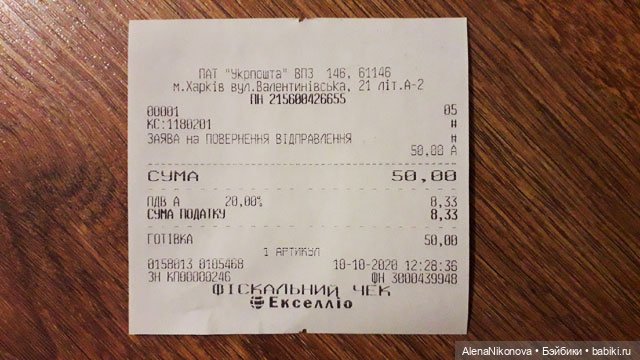 ПАТ "Укрпошта" ВПЗ 146, 61146
м.Харків вул.Валентинівська, 21 літ.А-2
ПН 215600426655
00001 05
КС:1180201 #
ЗАЯВА на ПОВЕРНЕННЯ ВІДПРАВЛЕННЯ #
50,00 А
СУМА 50,00
ПДВ А 20,00% 8,33
СУМА ПОДАТКУ 8,33
ГОТІВКА 50,00
1 АРТИКУЛ
0158013 0105468 10-10-2020 12:28:36
ЗН КП00000246 ФН 3000439948
ФІСКАЛЬНИЙ ЧЕК
Екселліо
AlenaNikonova • Бэйбики • babiki.ru